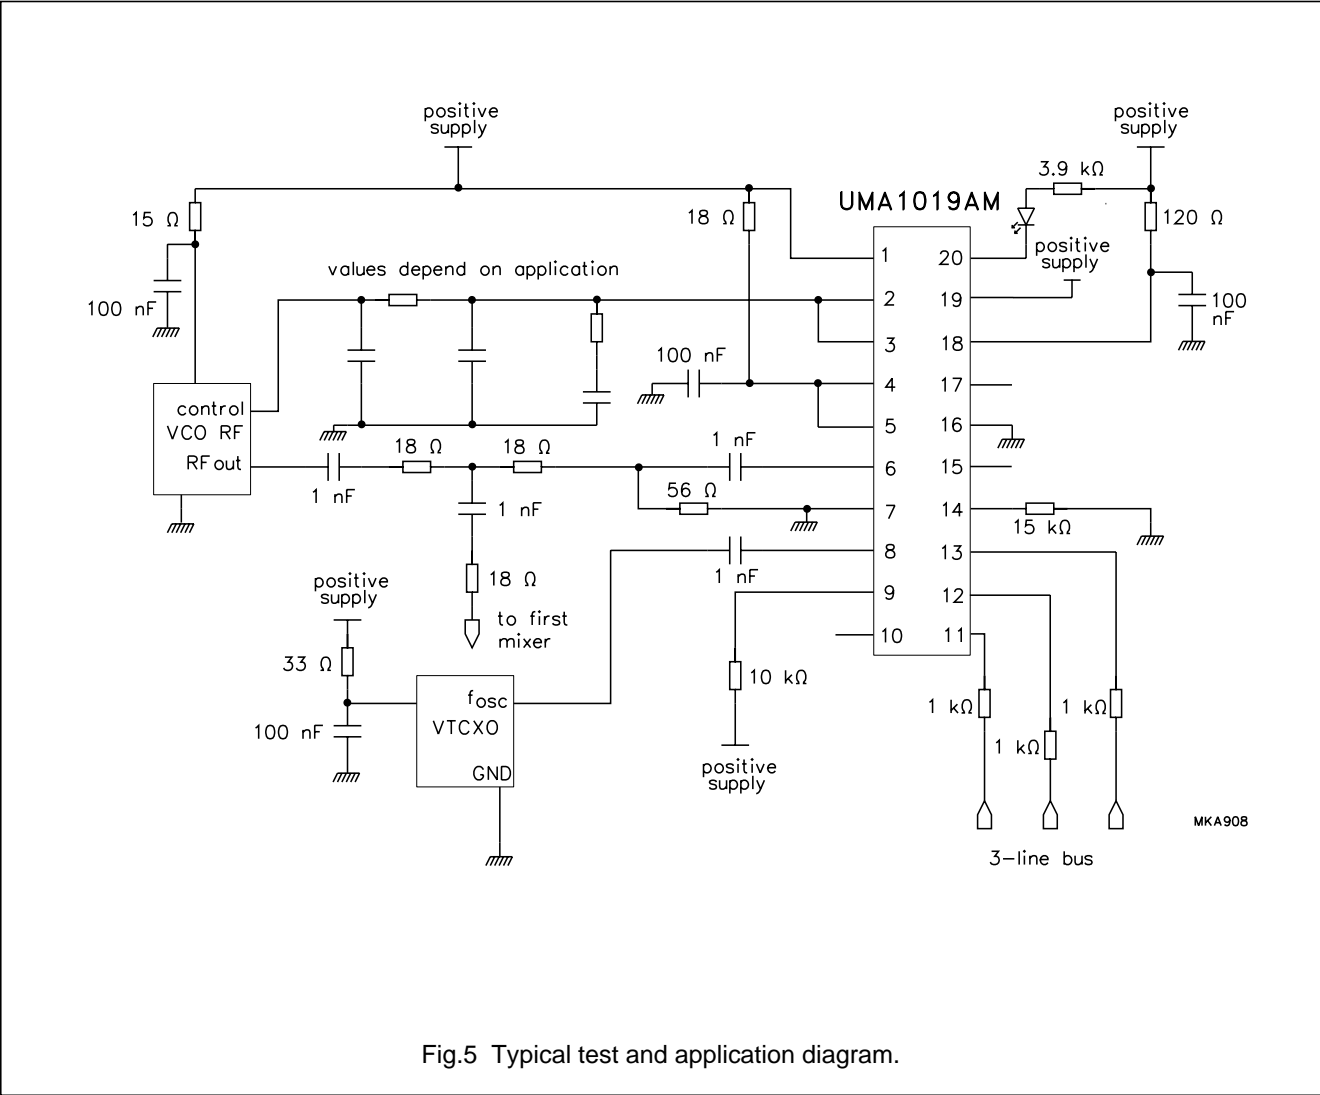 positive
supply
positive
supply
3.9 kΩ
UMA1019AM
15 Ω
18 Ω
120 Ω
positive
supply
values depend on application
100 nF
100
nF
1
2
3
4
5
6
7
8
9
10
20
19
18
17
16
15
14
13
12
11
100 nF
control
VCO RF
RFout
18 Ω
18 Ω
1 nF
1 nF
1 nF
56 Ω
15 kΩ
1 nF
18 Ω
positive
supply
to first
mixer
33 Ω
10 kΩ
fosc
VTCXO
GND
100 nF
1 kΩ
1 kΩ
1 kΩ
positive
supply
MKA908
3-line bus
Fig.5 Typical test and application diagram.